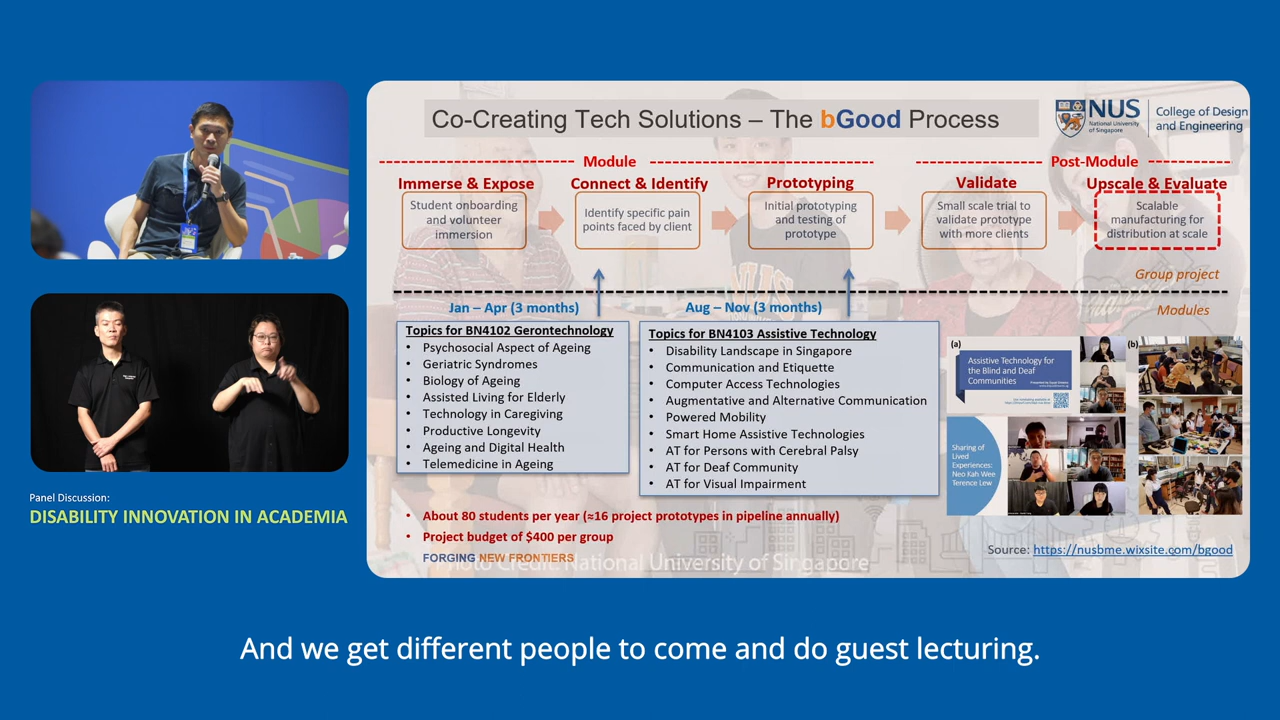 Co-Creating Tech Solutions – The bGood Process
NUS
National University
of Singapore
College of Design
and Engineering
Module
Post-Module
Immerse & Expose
Connect & Identify
Prototyping
Validate
Upscale & Evaluate
Student onboarding
and volunteer
immersion
Identify specific pain
points faced by client
Initial prototyping
and testing of
prototype
Small scale trial to
validate prototype
with more clients
Scalable
manufacturing for
distribution at scale
Group project
Modules
Jan – Apr (3 months)
Aug – Nov (3 months)
Topics for BN4102 Gerontechnology
• Psychosocial Aspect of Ageing
• Geriatric Syndromes
• Biology of Ageing
• Assisted Living for Elderly
• Technology in Caregiving
• Productive Longevity
• Ageing and Digital Health
• Telemedicine in Ageing
Topics for BN4103 Assistive Technology
• Disability Landscape in Singapore
• Communication and Etiquette
• Computer Access Technologies
• Augmentative and Alternative Communication
• Powered Mobility
• Smart Home Assistive Technologies
• AT for Persons with Cerebral Palsy
• AT for Deaf Community
• AT for Visual Impairment
(a)
(b)
Assistive Technology for
the Blind and Deaf
Communities
Sharing of
Lived
Experiences:
Neo Kah Wee
Terence Lew
• About 80 students per year (≈16 project prototypes in pipeline annually)
• Project budget of $400 per group
FORGING NEW FRONTIERS
Credit National University of Singapore
Source: https://nusbme.wixsite.com/bgood
Panel Discussion:
DISABILITY INNOVATION IN ACADEMIA
And we get different people to come and do guest lecturing.